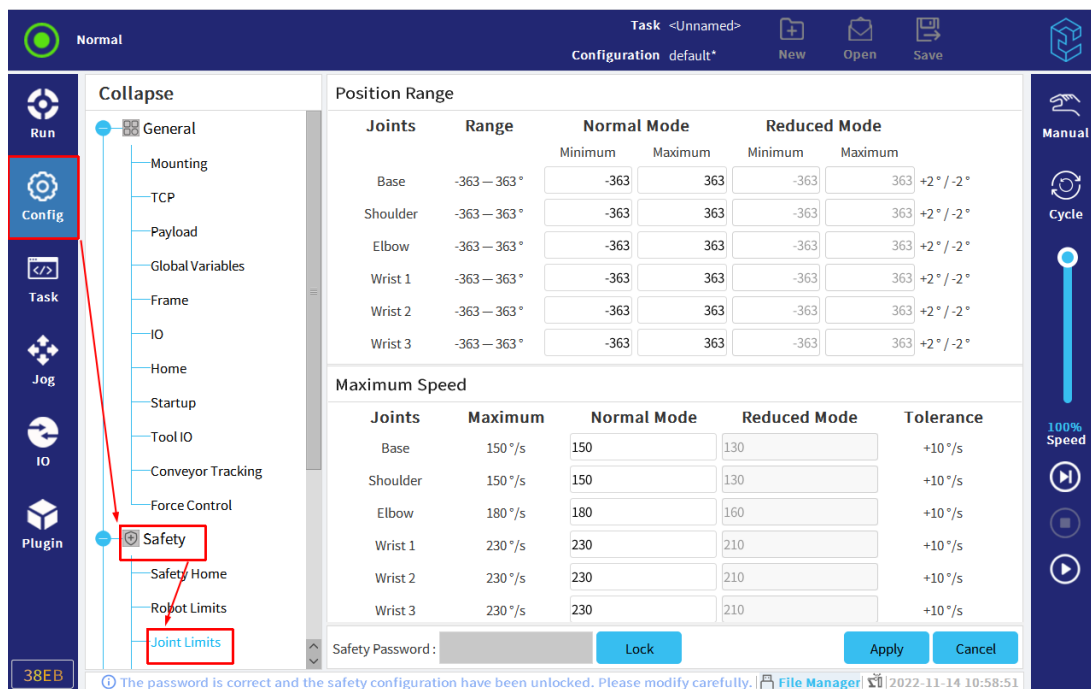 Normal
Task <Unnamed>
Configuration default*
New Open Save
Run
Config
Task
Jog
IO
Plugin
38EB
Collapse
General
Mounting
TCP
Payload
Global Variables
Frame
IO
Home
Startup
Tool IO
Conveyor Tracking
Force Control
Safety
Safety Home
Robot Limits
Joint Limits
Position Range
Joints Range Normal Mode Reduced Mode
Minimum Maximum Minimum Maximum
Base -363 — 363 ° -363 363 -363 363 +2 ° / -2 °
Shoulder -363 — 363 ° -363 363 -363 363 +2 ° / -2 °
Elbow -363 — 363 ° -363 363 -363 363 +2 ° / -2 °
Wrist 1 -363 — 363 ° -363 363 -363 363 +2 ° / -2 °
Wrist 2 -363 — 363 ° -363 363 -363 363 +2 ° / -2 °
Wrist 3 -363 — 363 ° -363 363 -363 363 +2 ° / -2 °
Maximum Speed
Joints Maximum Normal Mode Reduced Mode Tolerance
Base 150 °/s 150 130 +10 °/s
Shoulder 150 °/s 150 130 +10 °/s
Elbow 180 °/s 180 160 +10 °/s
Wrist 1 230 °/s 230 210 +10 °/s
Wrist 2 230 °/s 230 210 +10 °/s
Wrist 3 230 °/s 230 210 +10 °/s
Safety Password : Lock Apply Cancel
Manual
Cycle
100%
Speed
The password is correct and the safety configuration have been unlocked. Please modify carefully. File Manager 2022-11-14 10:58:51